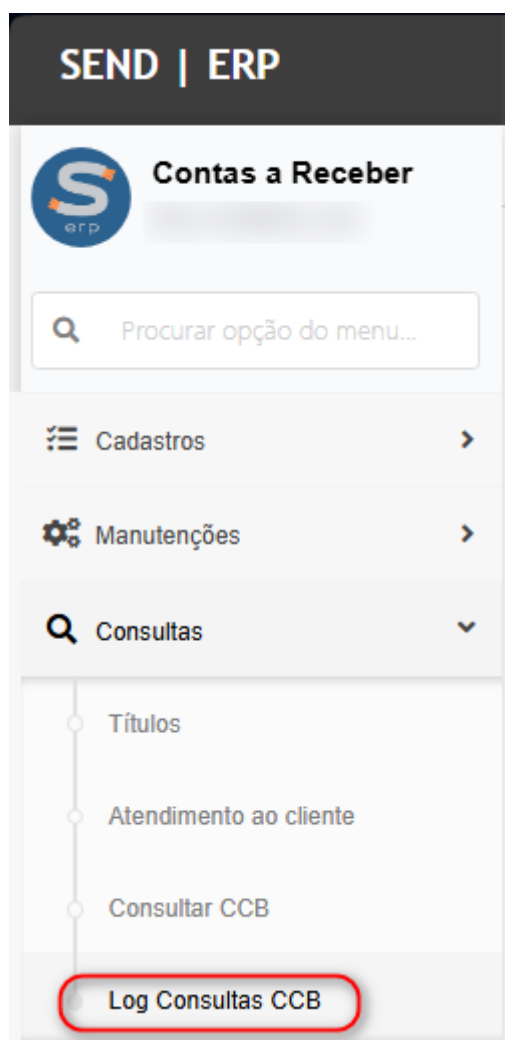 SEND | ERP
Contas a Receber
S
erp
Procurar opção do menu...
Cadastros
Manutenções
Consultas
Títulos
Atendimento ao cliente
Consultar CCB
Log Consultas CCB